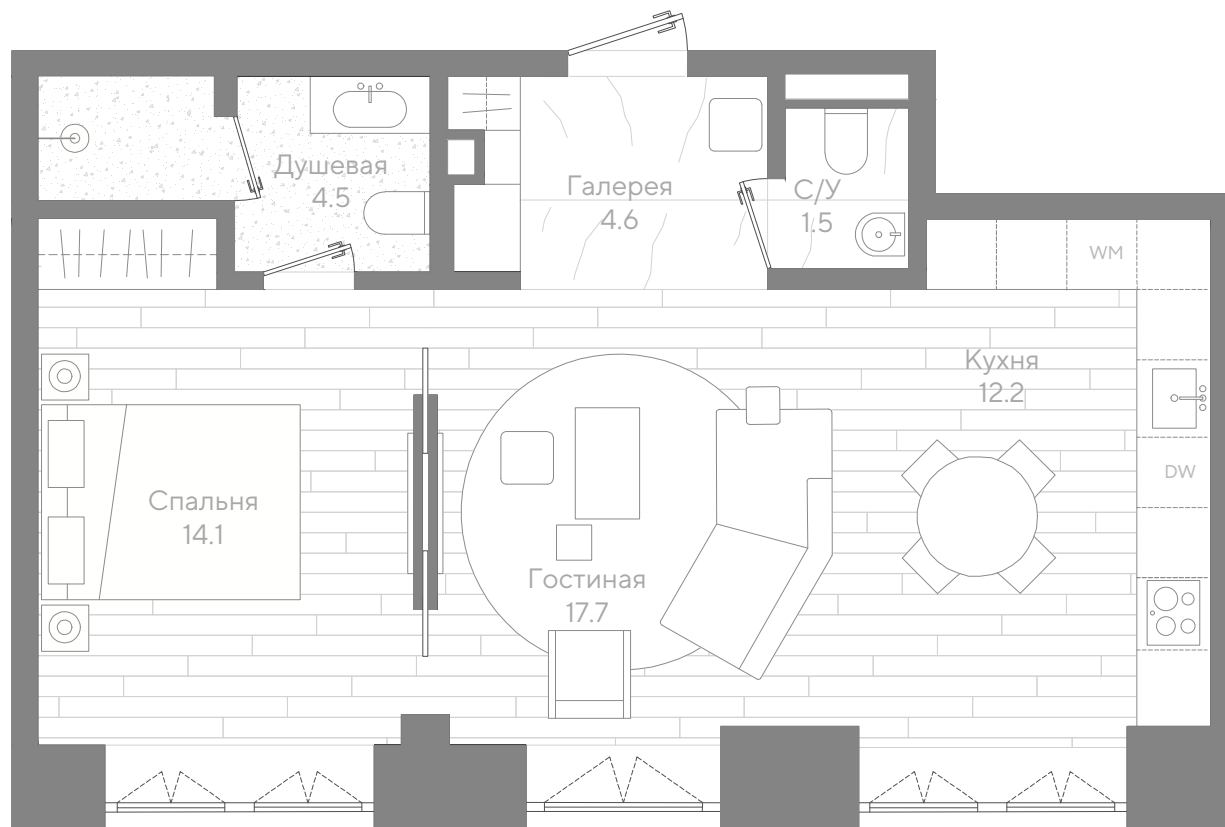 Душевая
4.5
Галерея
4.6
С/У
1.5
WM
Кухня
12.2
DW
Спальня
14.1
Гостиная
17.7